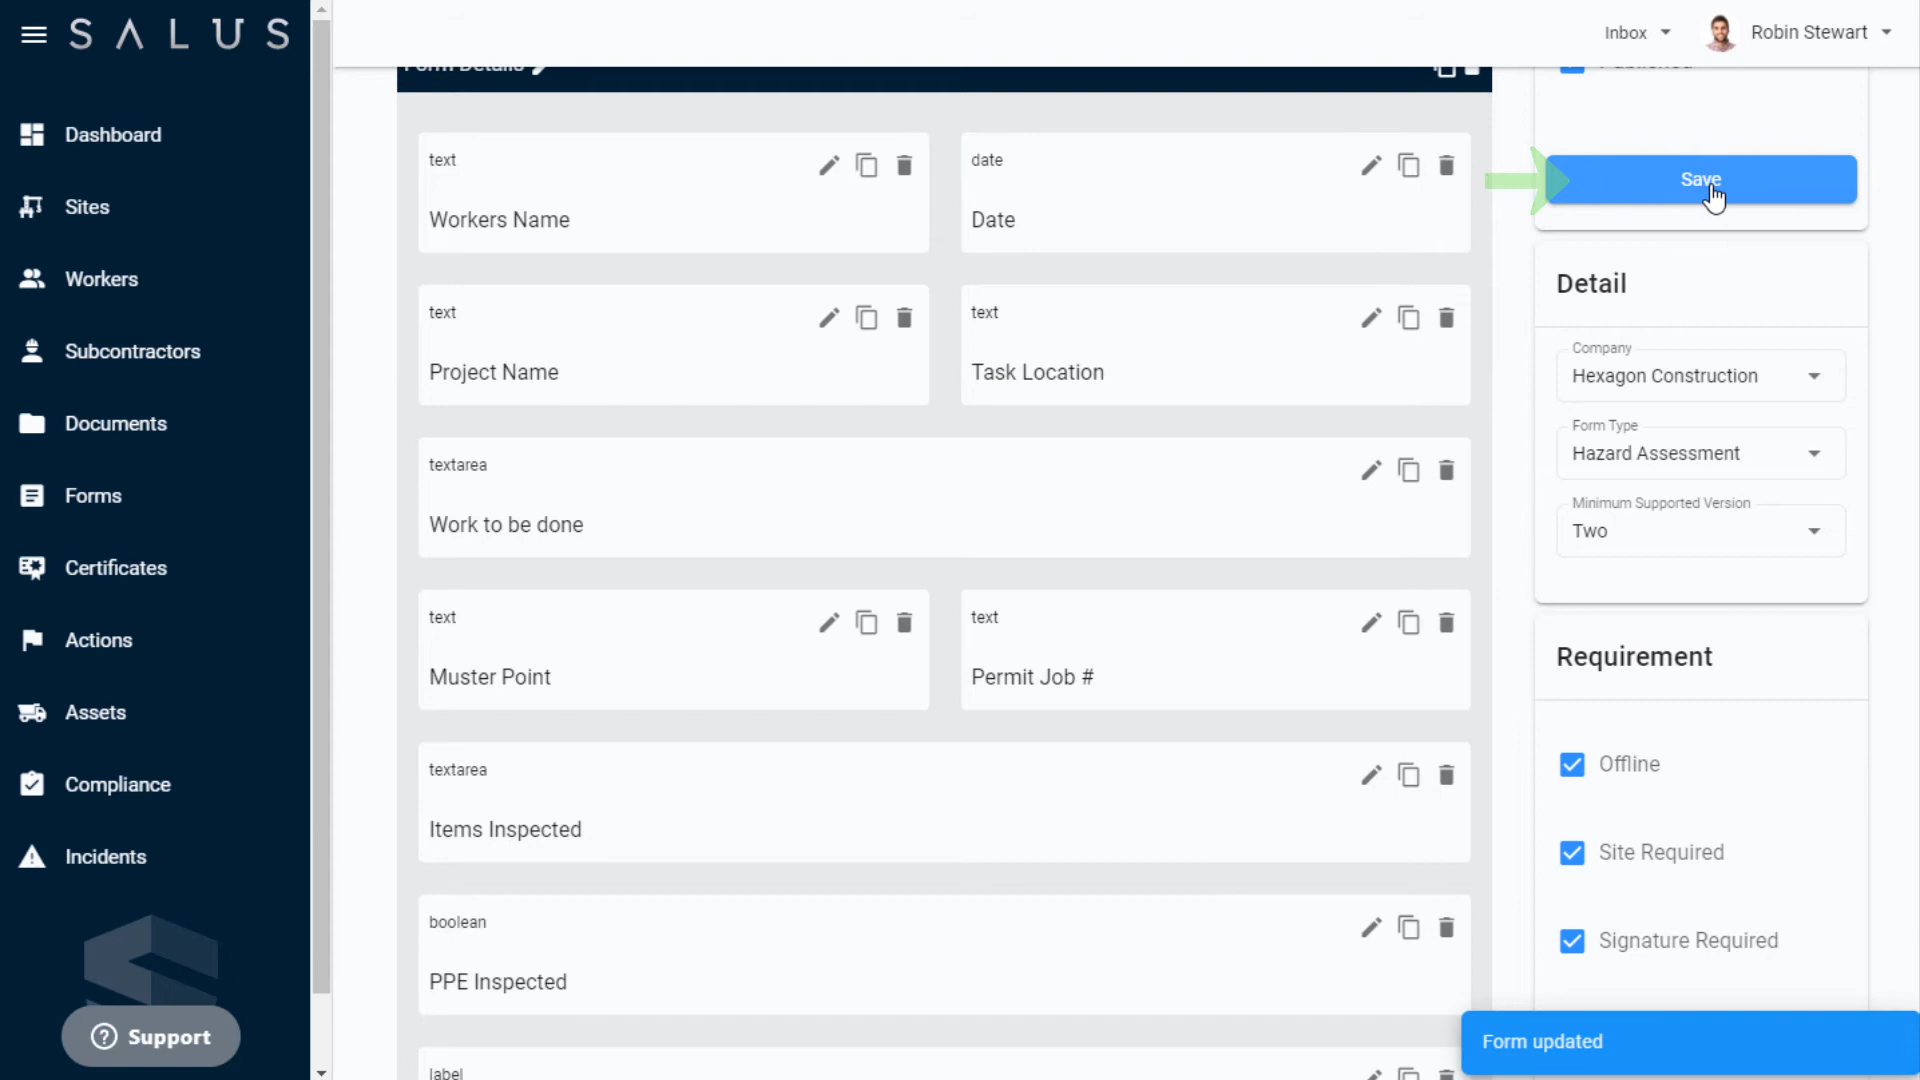 SALUS
Inbox
Robin Stewart
Dashboard
Sites
Workers
Subcontractors
Documents
Forms
Certificates
Actions
Assets
Compliance
Incidents
Support
Form Details
text
Workers Name
date
Date
text
Project Name
text
Task Location
textarea
Work to be done
text
Muster Point
text
Permit Job #
textarea
Items Inspected
boolean
PPE Inspected
label
Published
Save
Detail
Company
Hexagon Construction
Form Type
Hazard Assessment
Minimum Supported Version
Two
Requirement
Offline
Site Required
Signature Required
Form updated